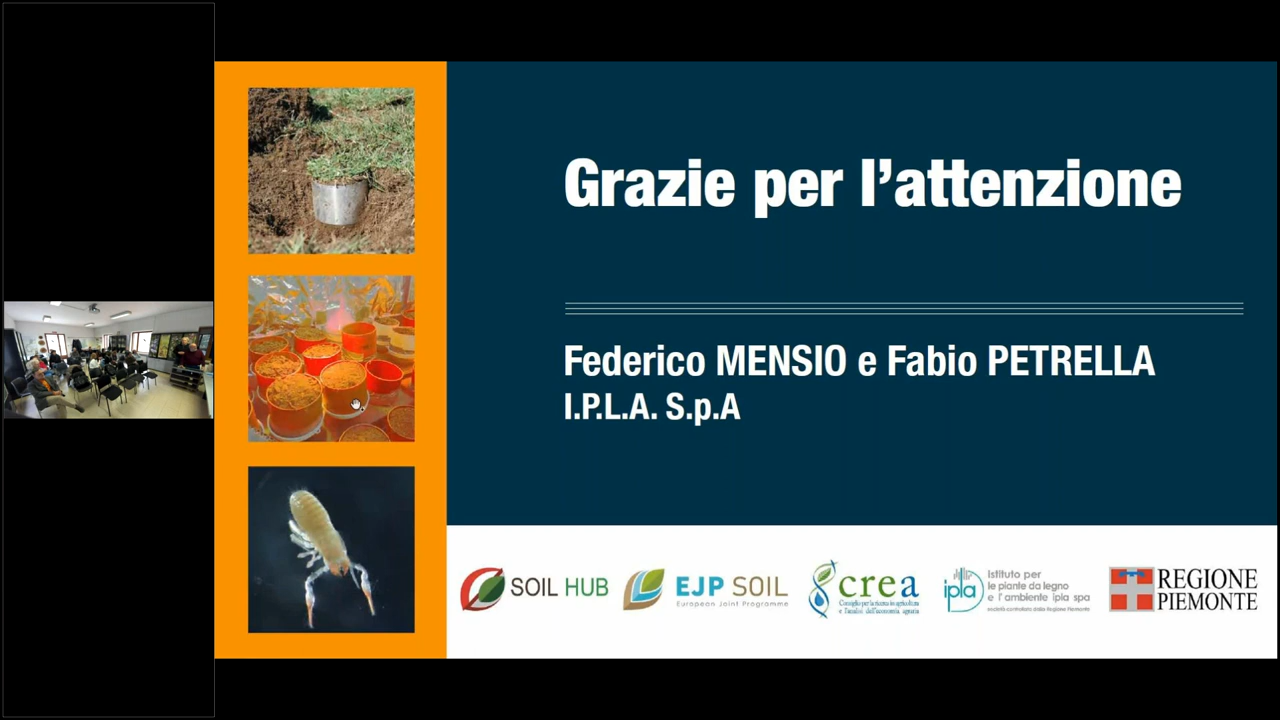 Grazie per l’attenzione
Federico MENSIO e Fabio PETRELLA
I.P.L.A. S.p.A
SOIL HUB
EJP SOIL
European Joint Programme
crea
Consiglio per la ricerca in agricoltura
e l'analisi dell'economia agraria
ipla
Istituto per
le piante da legno
e l'ambiente ipla spa
società controllata dalla Regione Piemonte
REGIONE
PIEMONTE